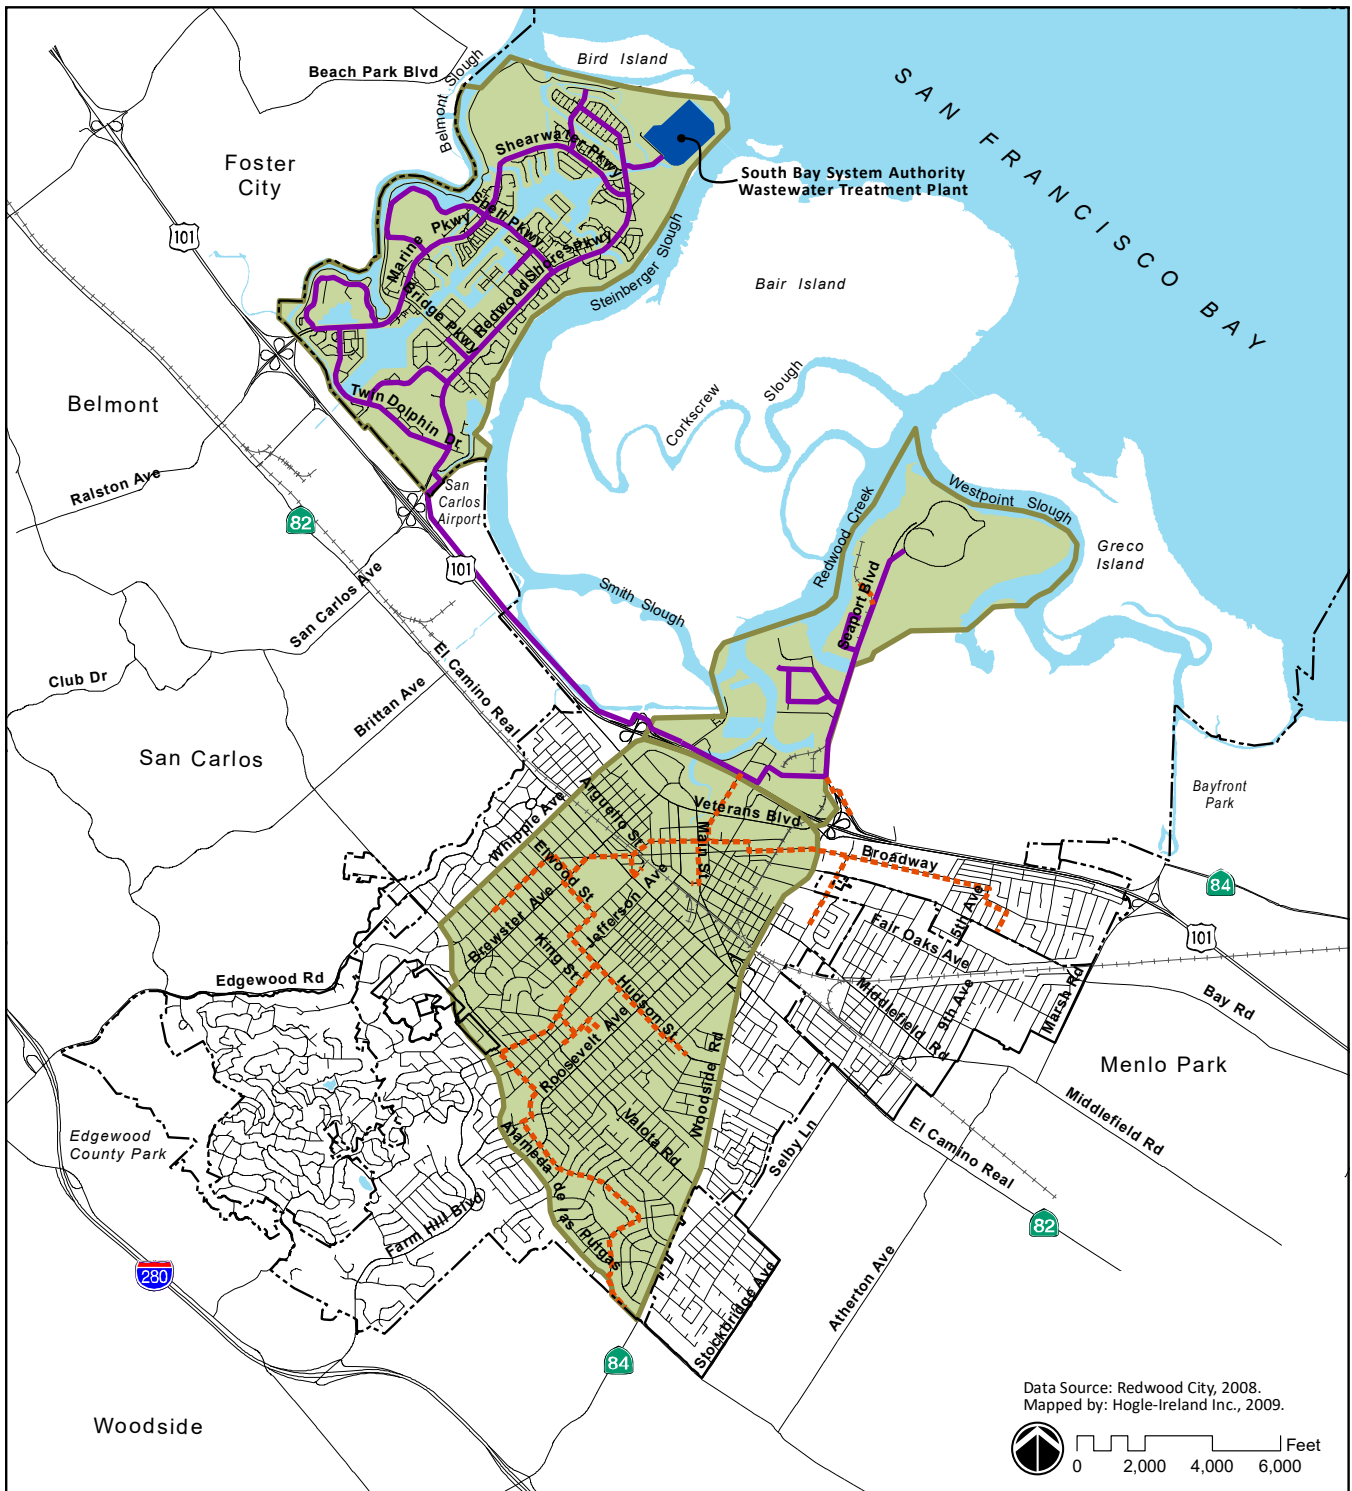 Bird Island
Beach Park Blvd
Belmont Slough
SAN FRANCISCO BAY
Foster
City
Shearwater Pkwy
South Bay System Authority
Wastewater Treatment Plant
101
Shell Pkwy
Marine Pkwy
Redwood Shores Pkwy
Steinberger Slough
Bair Island
Bridge Pkwy
Belmont
Twin Dolphin Dr
Corkscrew Slough
Ralston Ave
San
Carlos
Airport
82
Redwood Creek
Westpoint Slough
Greco
Island
101
San Carlos Ave
Smith Slough
Seaport Blvd
El Camino Real
Club Dr
Brittan Ave
San Carlos
Bayfront
Park
Whipple Ave
Arguello St
Veterans Blvd
Main St
Broadway
84
Elwood St
Jefferson Ave
Brewster Ave
King St
5th Ave
Fair Oaks Ave
101
Edgewood Rd
Hudson St
Middlefield Rd
9th Ave
Marsh Rd
Bay Rd
Roosevelt Ave
Woodside Rd
Menlo Park
Edgewood
County Park
Alameda de las Pulgas
Valota Rd
Selby Ln
El Camino Real
Middlefield Rd
Farm Hill Blvd
82
280
Stockbridge Ave
Atherton Ave
84
Woodside
Data Source: Redwood City, 2008.
Mapped by: Hogle-Ireland Inc., 2009.
Feet
0 2,000 4,000 6,000